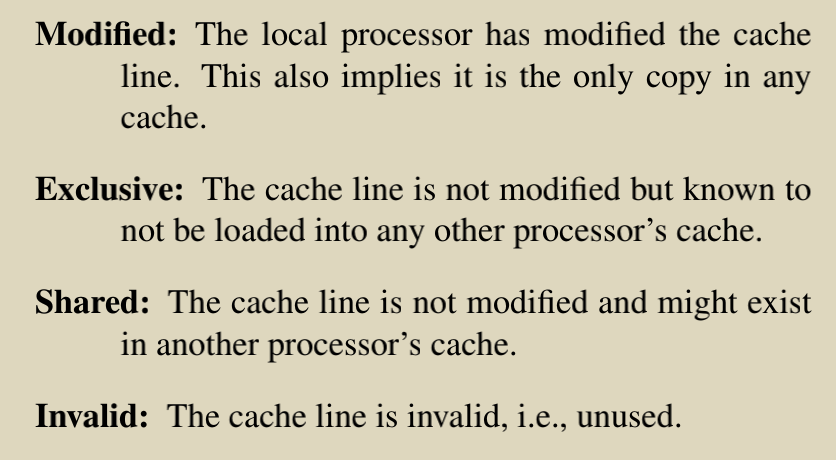 Modified: The local processor has modified the cache
line. This also implies it is the only copy in any
cache.
Exclusive: The cache line is not modified but known to
not be loaded into any other processor's cache.
Shared: The cache line is not modified and might exist
in another processor's cache.
Invalid: The cache line is invalid, i.e., unused.